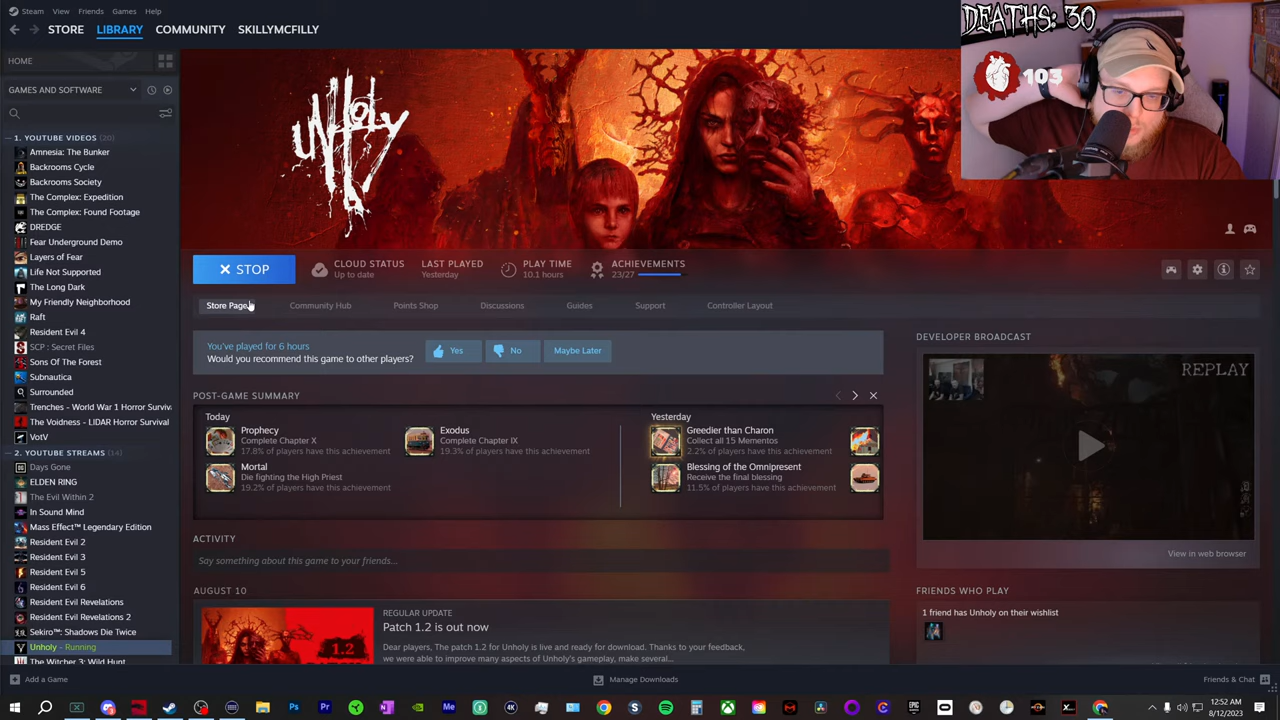 Steam View Friends Games Help
STORE LIBRARY COMMUNITY SKILLYMCFILLY
DEATHS: 30
103
HOME
GAMES AND SOFTWARE
1. YOUTUBE VIDEOS (20)
Amnesia: The Bunker
Backrooms Cycle
Backrooms Society
The Complex: Expedition
The Complex: Found Footage
DREDGE
Fear Underground Demo
Layers of Fear
Life Not Supported
The Long Dark
My Friendly Neighborhood
Raft
Resident Evil 4
SCP : Secret Files
Sons Of The Forest
Subnautica
Surrounded
Trenches - World War 1 Horror Surviv
The Voidness - LIDAR Horror Survival
VotV
2. YOUTUBE STREAMS (14)
Days Gone
ELDEN RING
The Evil Within 2
In Sound Mind
Mass Effect™ Legendary Edition
Resident Evil 2
Resident Evil 3
Resident Evil 5
Resident Evil 6
Resident Evil Revelations
Resident Evil Revelations 2
Sekiro™: Shadows Die Twice
Unholy - Running
The Witcher 3: Wild Hunt
unHoly
STOP
CLOUD STATUS
Up to date
LAST PLAYED
Yesterday
PLAY TIME
10.1 hours
ACHIEVEMENTS
23/27
Store Page Community Hub Points Shop Discussions Guides Support Controller Layout
You've played for 6 hours
Would you recommend this game to other players?
Yes No Maybe Later
POST-GAME SUMMARY
Today
Prophecy
Complete Chapter X
17.8% of players have this achievement
Exodus
Complete Chapter IX
19.3% of players have this achievement
Mortal
Die fighting the High Priest
19.2% of players have this achievement
Yesterday
Greedier than Charon
Collect all 15 Mementos
2.2% of players have this achievement
Blessing of the Omnipresent
Receive the final blessing
11.5% of players have this achievement
ACTIVITY
Say something about this game to your friends...
AUGUST 10
1.2
REGULAR UPDATE
Patch 1.2 is out now
Dear players, The patch 1.2 for Unholy is live and ready for download. Thanks to your feedback,
we were able to improve many aspects of Unholy's gameplay, make several...
DEVELOPER BROADCAST
REPLAY
View in web browser
FRIENDS WHO PLAY
1 friend has Unholy on their wishlist
Add a Game
Manage Downloads
Friends & Chat
12:52 AM
8/12/2023